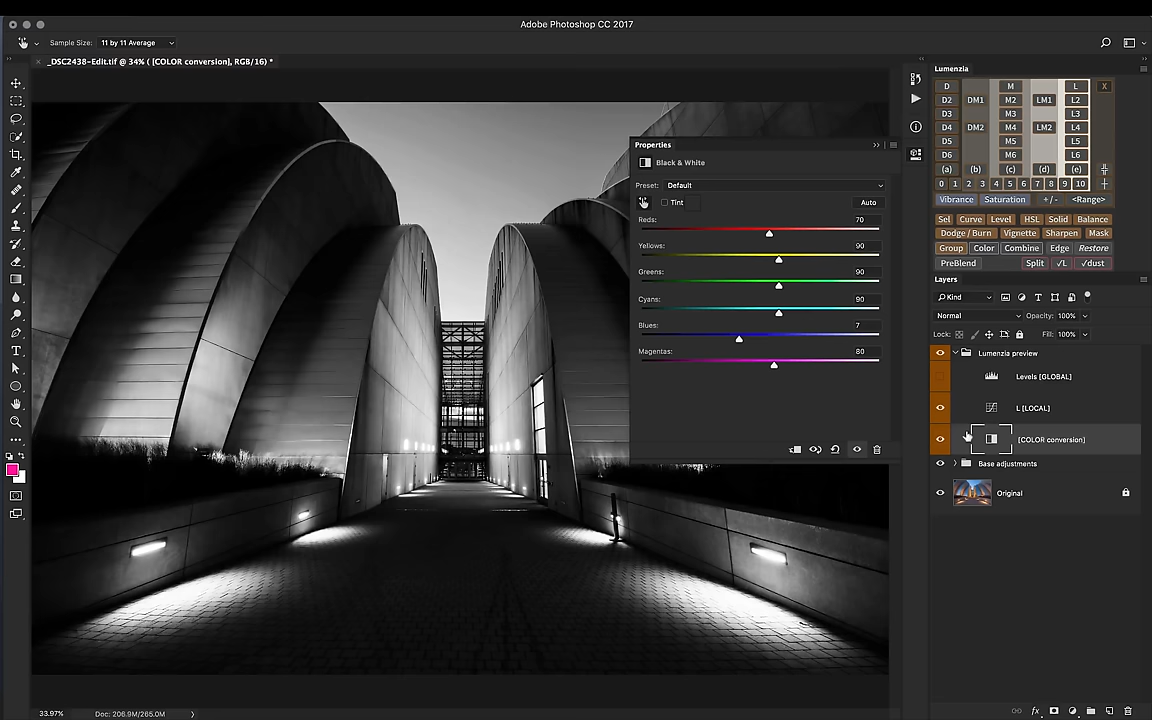 Adobe Photoshop CC 2017
Sample Size: 11 by 11 Average
_DSC2438-Edit.tif @ 34% ( [COLOR conversion], RGB/16) *
Properties
Black & White
Preset: Default
Tint
Auto
Reds: 70
Yellows: 90
Greens: 90
Cyans: 90
Blues: 7
Magentas: 80
Lumenzia
D M L X
D2 DM1 M2 LM1 L2
D3 M3 L3
D4 DM2 M4 LM2 L4
D5 M5 L5
D6 M6 L6
(a) (b) (c) (d) (e)
0 1 2 3 4 5 6 7 8 9 10
Vibrance Saturation +/- <Range>
Sel Curve Level HSL Solid Balance
Dodge / Burn Vignette Sharpen Mask
Group Color Combine Edge Restore
PreBlend Split √L √dust
Layers
Kind
Normal Opacity: 100%
Lock: Fill: 100%
Lumenzia preview
Levels [GLOBAL]
L [LOCAL]
[COLOR conversion]
Base adjustments
Original
33.97% Doc: 206.9M/265.0M